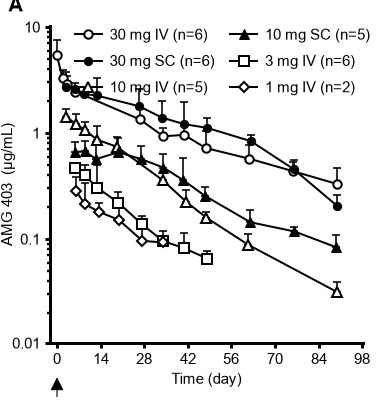 A
10
30 mg IV (n=6)
10 mg SC (n=5)
30 mg SC (n=6)
3 mg IV (n=6)
10 mg IV (n=5)
1 mg IV (n=2)
1
AMG 403 (µg/mL)
0.1
0.01
0 14 28 42 56 70 84 98
Time (day)